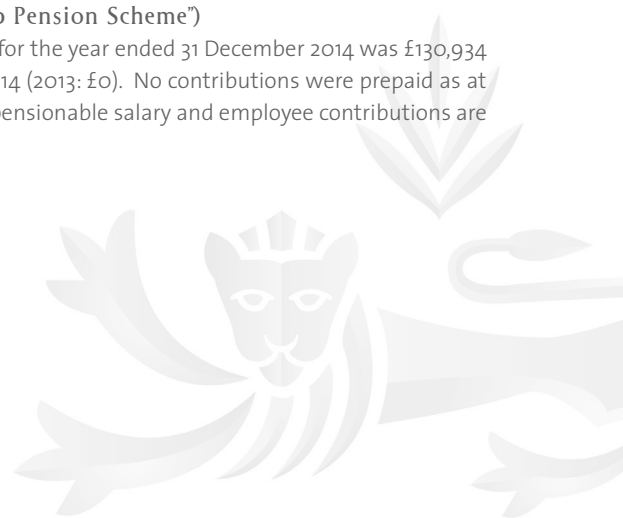 Pension Scheme”)
for the year ended 31 December 2014 was £130,934
14 (2013: £0). No contributions were prepaid as at
pensionable salary and employee contributions are